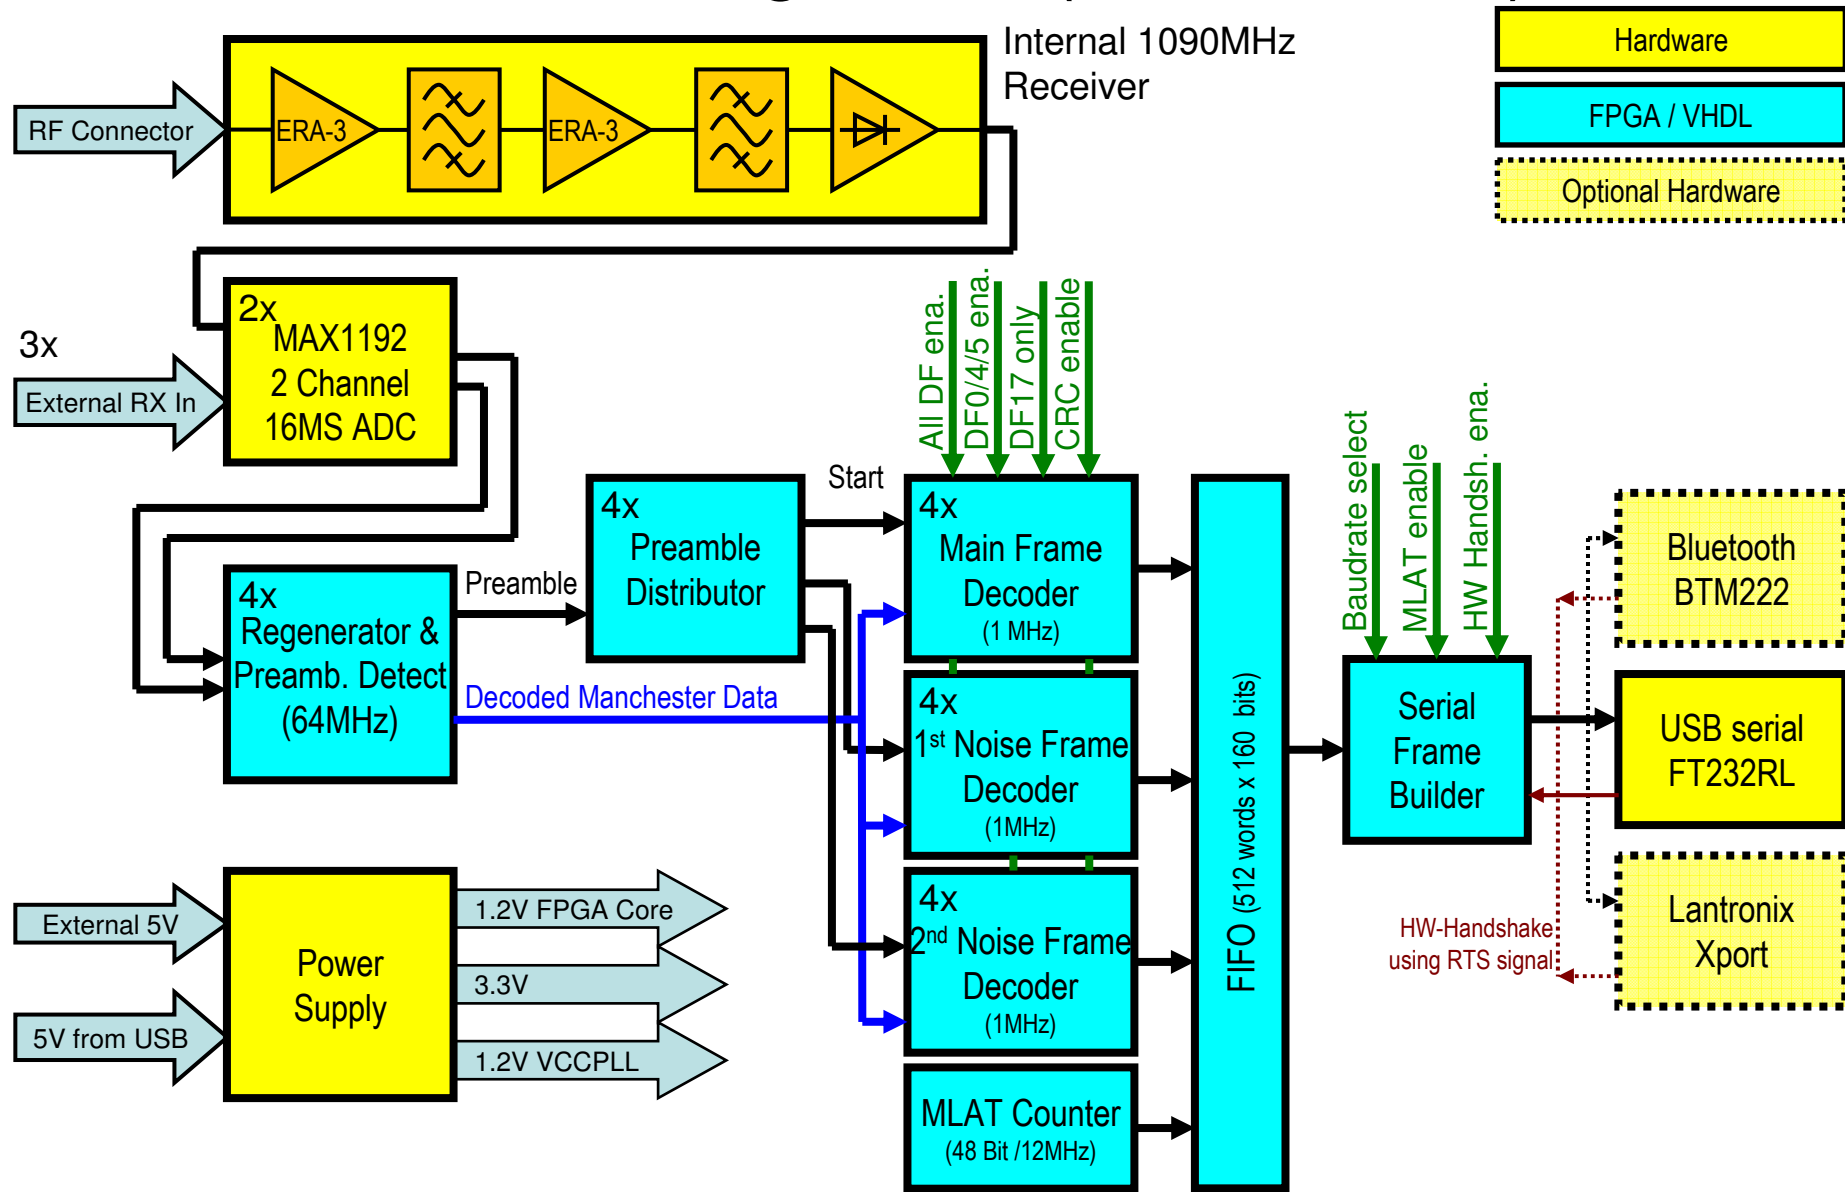 Internal 1090MHz
Receiver
Hardware
FPGA / VHDL
Optional Hardware
RF Connector
ERA-3
ERA-3
3x
External RX In
2x
MAX1192
2 Channel
16MS ADC
All DF ena.
DF0/4/5 ena.
DF17 only
CRC enable
Start
Preamble
4x
Preamble
Distributor
4x
Regenerator &
Preamb. Detect
(64MHz)
Decoded Manchester Data
4x
Main Frame
Decoder
(1 MHz)
4x
1st Noise Frame
Decoder
(1MHz)
4x
2nd Noise Frame
Decoder
(1MHz)
MLAT Counter
(48 Bit /12MHz)
FIFO (512 words x 160 bits)
Baudrate select
MLAT enable
HW Handsh. ena.
Serial
Frame
Builder
Bluetooth
BTM222
USB serial
FT232RL
Lantronix
Xport
HW-Handshake
using RTS signal
External 5V
5V from USB
Power
Supply
1.2V FPGA Core
3.3V
1.2V VCCPLL